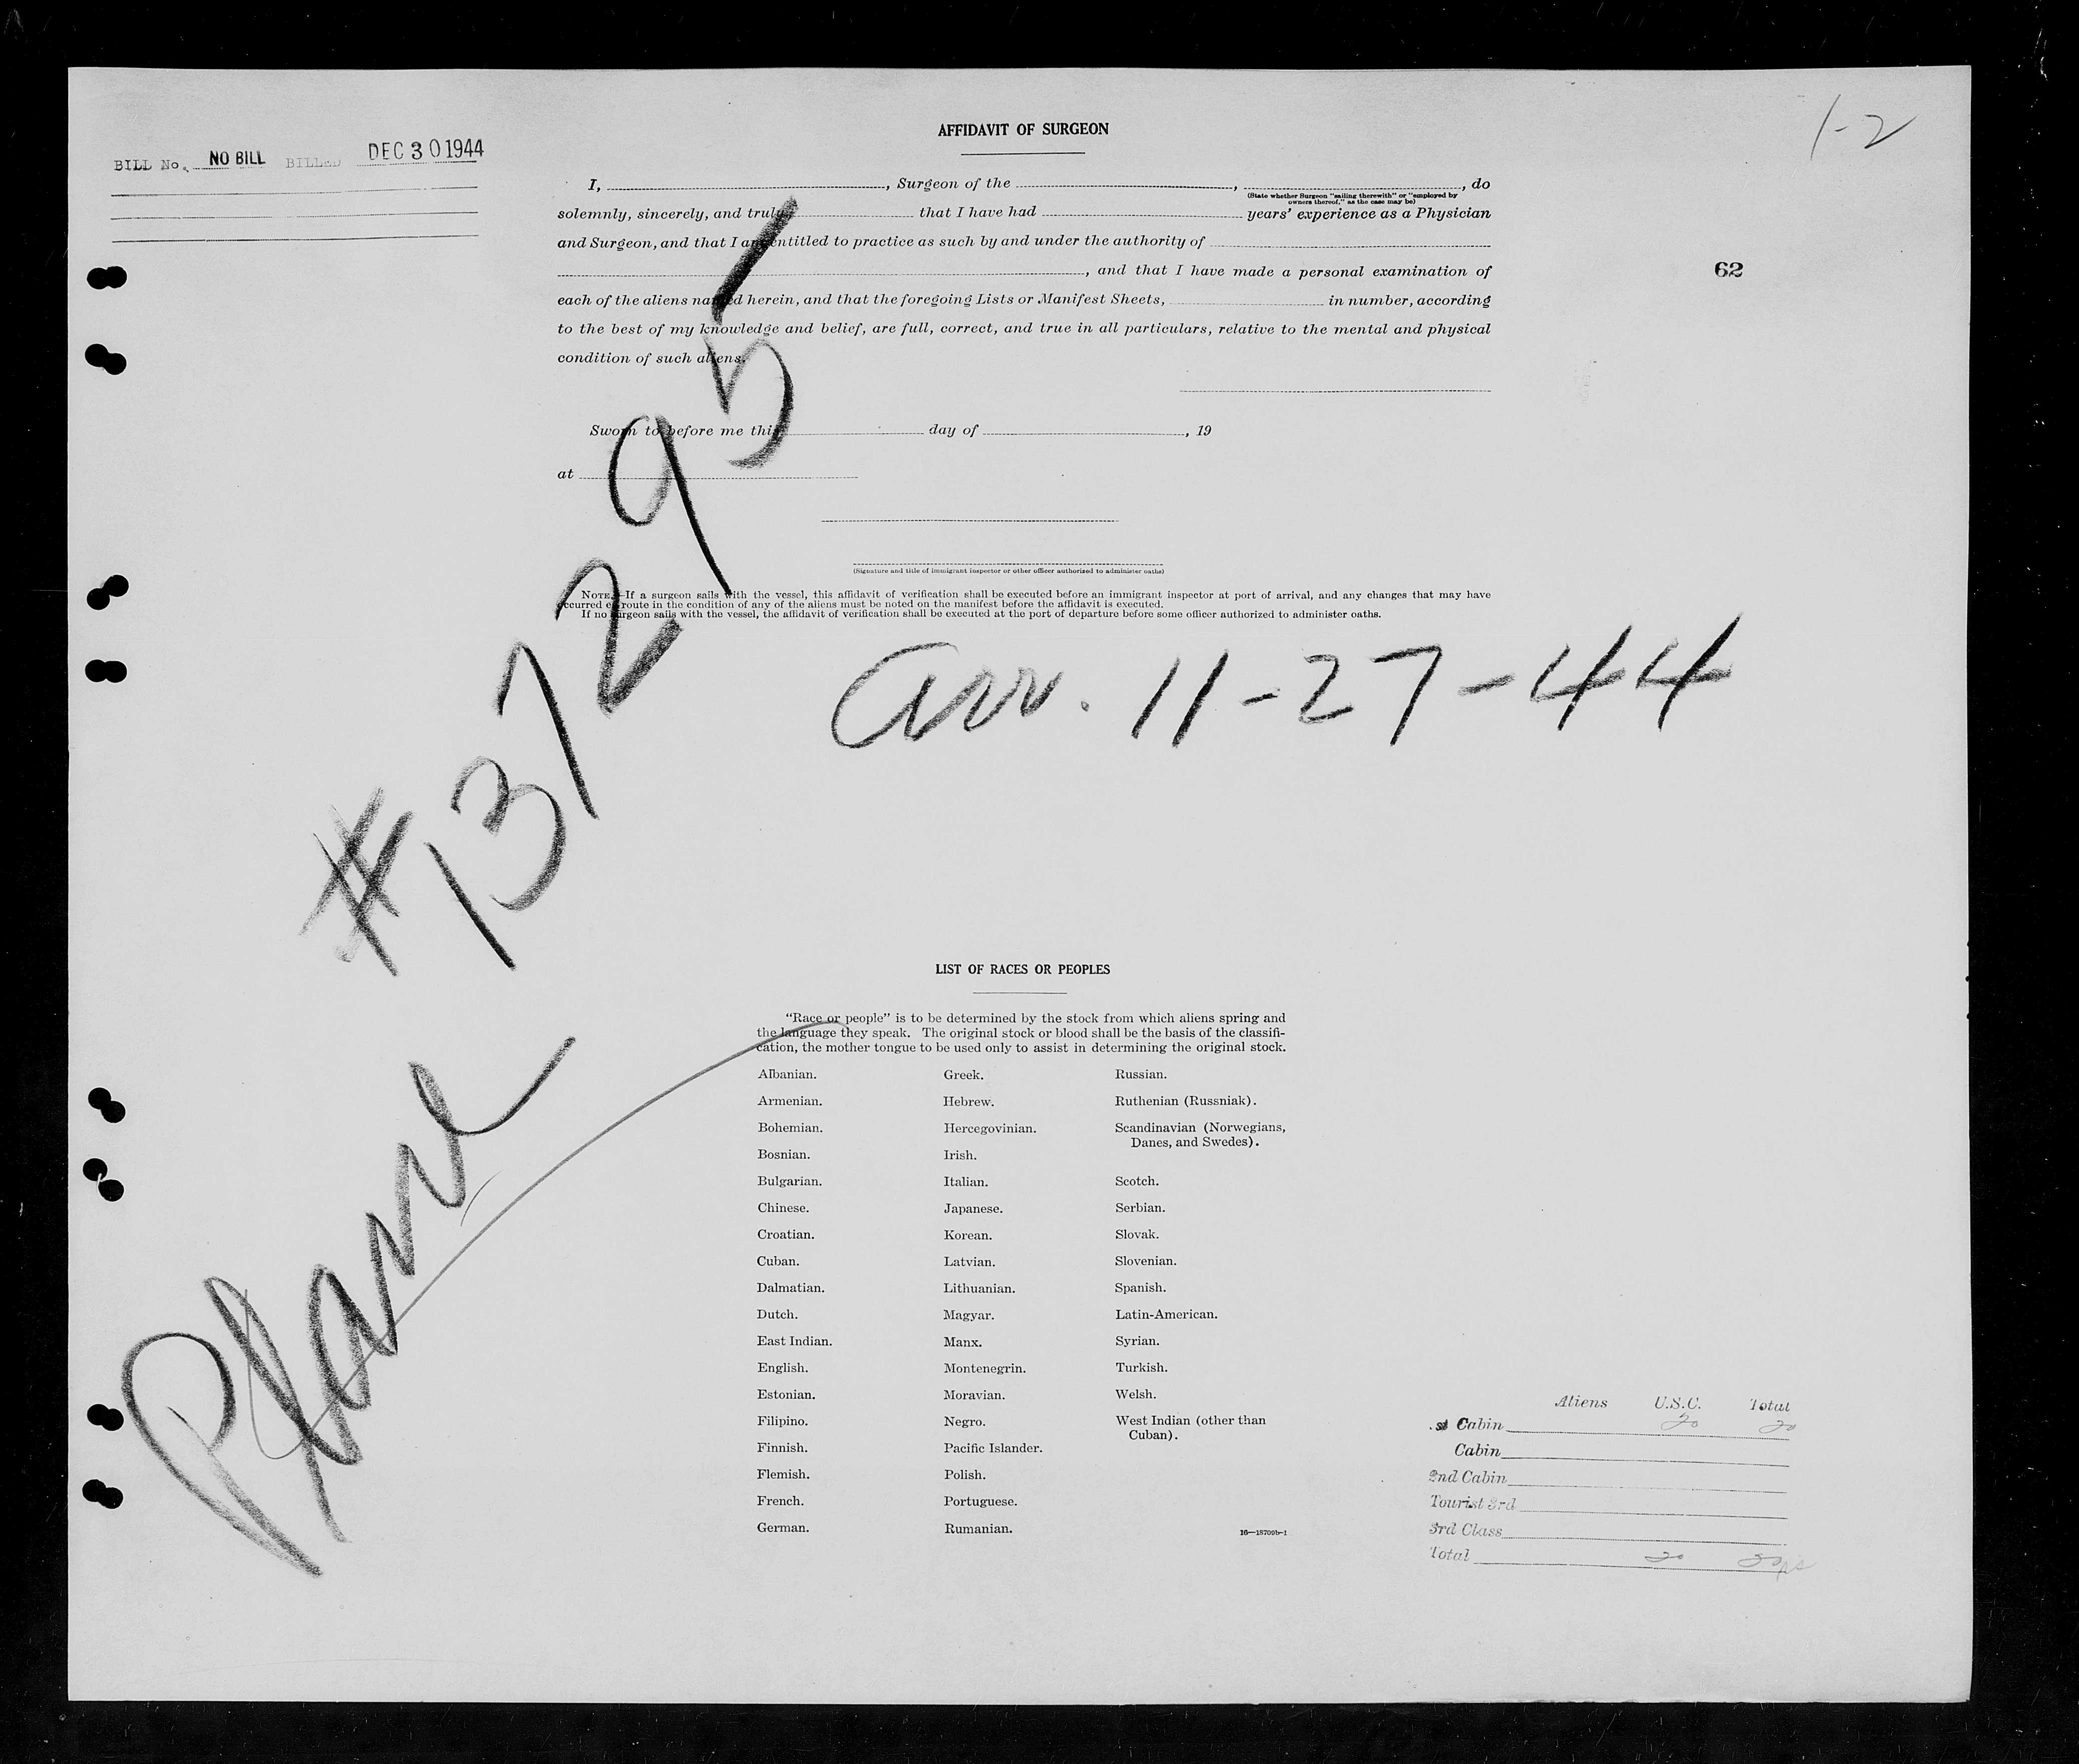 AFFIDAVIT OF SURGEON
1-2
BILL No. NO BILL BILLED DEC 30 1944
I, , Surgeon of the , , do
(State whether Surgeon "sailing therewith" or "employed by
owners thereof," as the case may be)
solemnly, sincerely, and truly that I have had years' experience as a Physician
and Surgeon, and that I am entitled to practice as such by and under the authority of
, and that I have made a personal examination of
62
each of the aliens named herein, and that the foregoing Lists or Manifest Sheets, in number, according
to the best of my knowledge and belief, are full, correct, and true in all particulars, relative to the mental and physical
condition of such aliens.
Sworn to before me this day of , 19
at
(Signature and title of immigrant inspector or other officer authorized to administer oaths)
NOTE.—If a surgeon sails with the vessel, this affidavit of verification shall be executed before an immigrant inspector at port of arrival, and any changes that may have
occurred en route in the condition of any of the aliens must be noted on the manifest before the affidavit is executed.
If no surgeon sails with the vessel, the affidavit of verification shall be executed at the port of departure before some officer authorized to administer oaths.
arr. 11-27-44
Plane #137295
LIST OF RACES OR PEOPLES
"Race or people" is to be determined by the stock from which aliens spring and
the language they speak. The original stock or blood shall be the basis of the classifi-
cation, the mother tongue to be used only to assist in determining the original stock.
Albanian. Greek. Russian.
Armenian. Hebrew. Ruthenian (Russniak).
Bohemian. Hercegovinian. Scandinavian (Norwegians,
Danes, and Swedes).
Bosnian. Irish.
Bulgarian. Italian. Scotch.
Chinese. Japanese. Serbian.
Croatian. Korean. Slovak.
Cuban. Latvian. Slovenian.
Dalmatian. Lithuanian. Spanish.
Dutch. Magyar. Latin-American.
East Indian. Manx. Syrian.
English. Montenegrin. Turkish.
Estonian. Moravian. Welsh.
Filipino. Negro. West Indian (other than
Cuban).
Finnish. Pacific Islander.
Flemish. Polish.
French. Portuguese.
German. Rumanian.
16—18709b-1
Aliens U.S.C. Total
st Cabin 20 20
Cabin
2nd Cabin
Tourist 3rd
3rd Class
Total 20 20